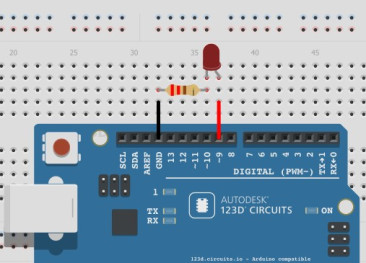 20 25 30 35 40 45
SCL SDA AREF GND 13 12 ~11 ~10 ~9 8 7 6 5 4 3 2 TX→1 RX←0
DIGITAL (PWM~)
1
TX
RX
AUTODESK®
123D® CIRCUITS
ON
123d.circuits.io - Arduino compatible